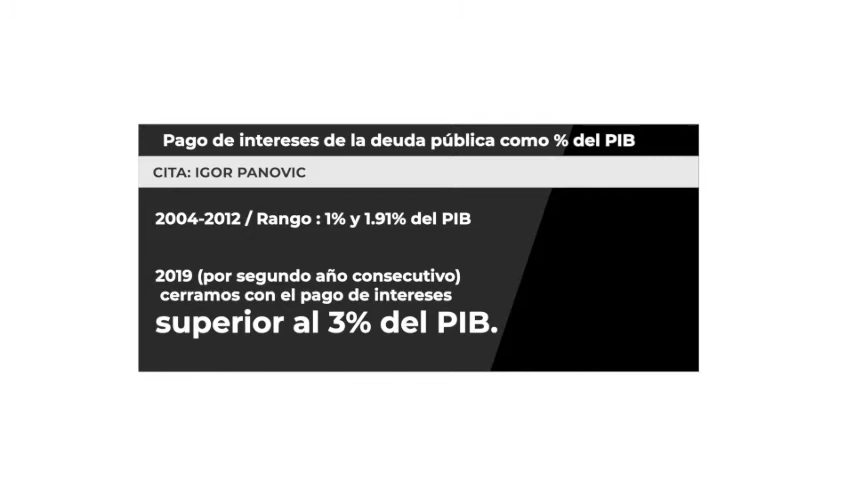 Pago de intereses de la deuda pública como % del PIB
CITA: IGOR PANOVIC
2004-2012 / Rango : 1% y 1.91% del PIB
2019 (por segundo año consecutivo)
cerramos con el pago de intereses
superior al 3% del PIB.